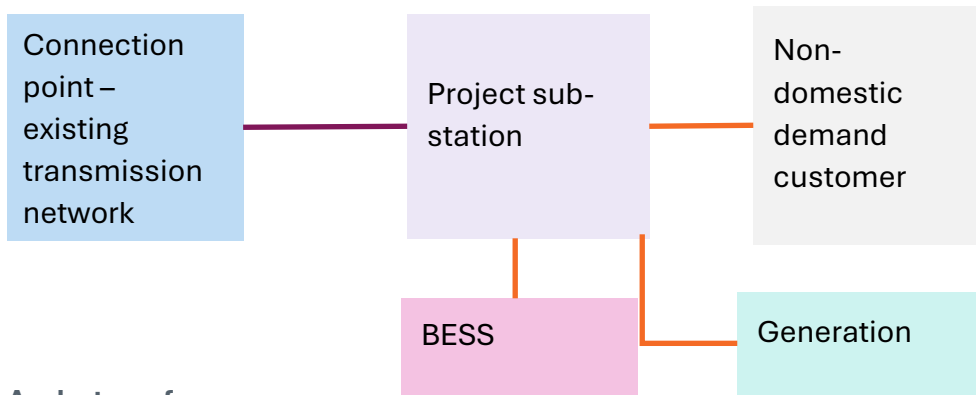 Connection
point –
existing
transmission
network
Project sub-
station
Non-
domestic
demand
customer
BESS
Generation